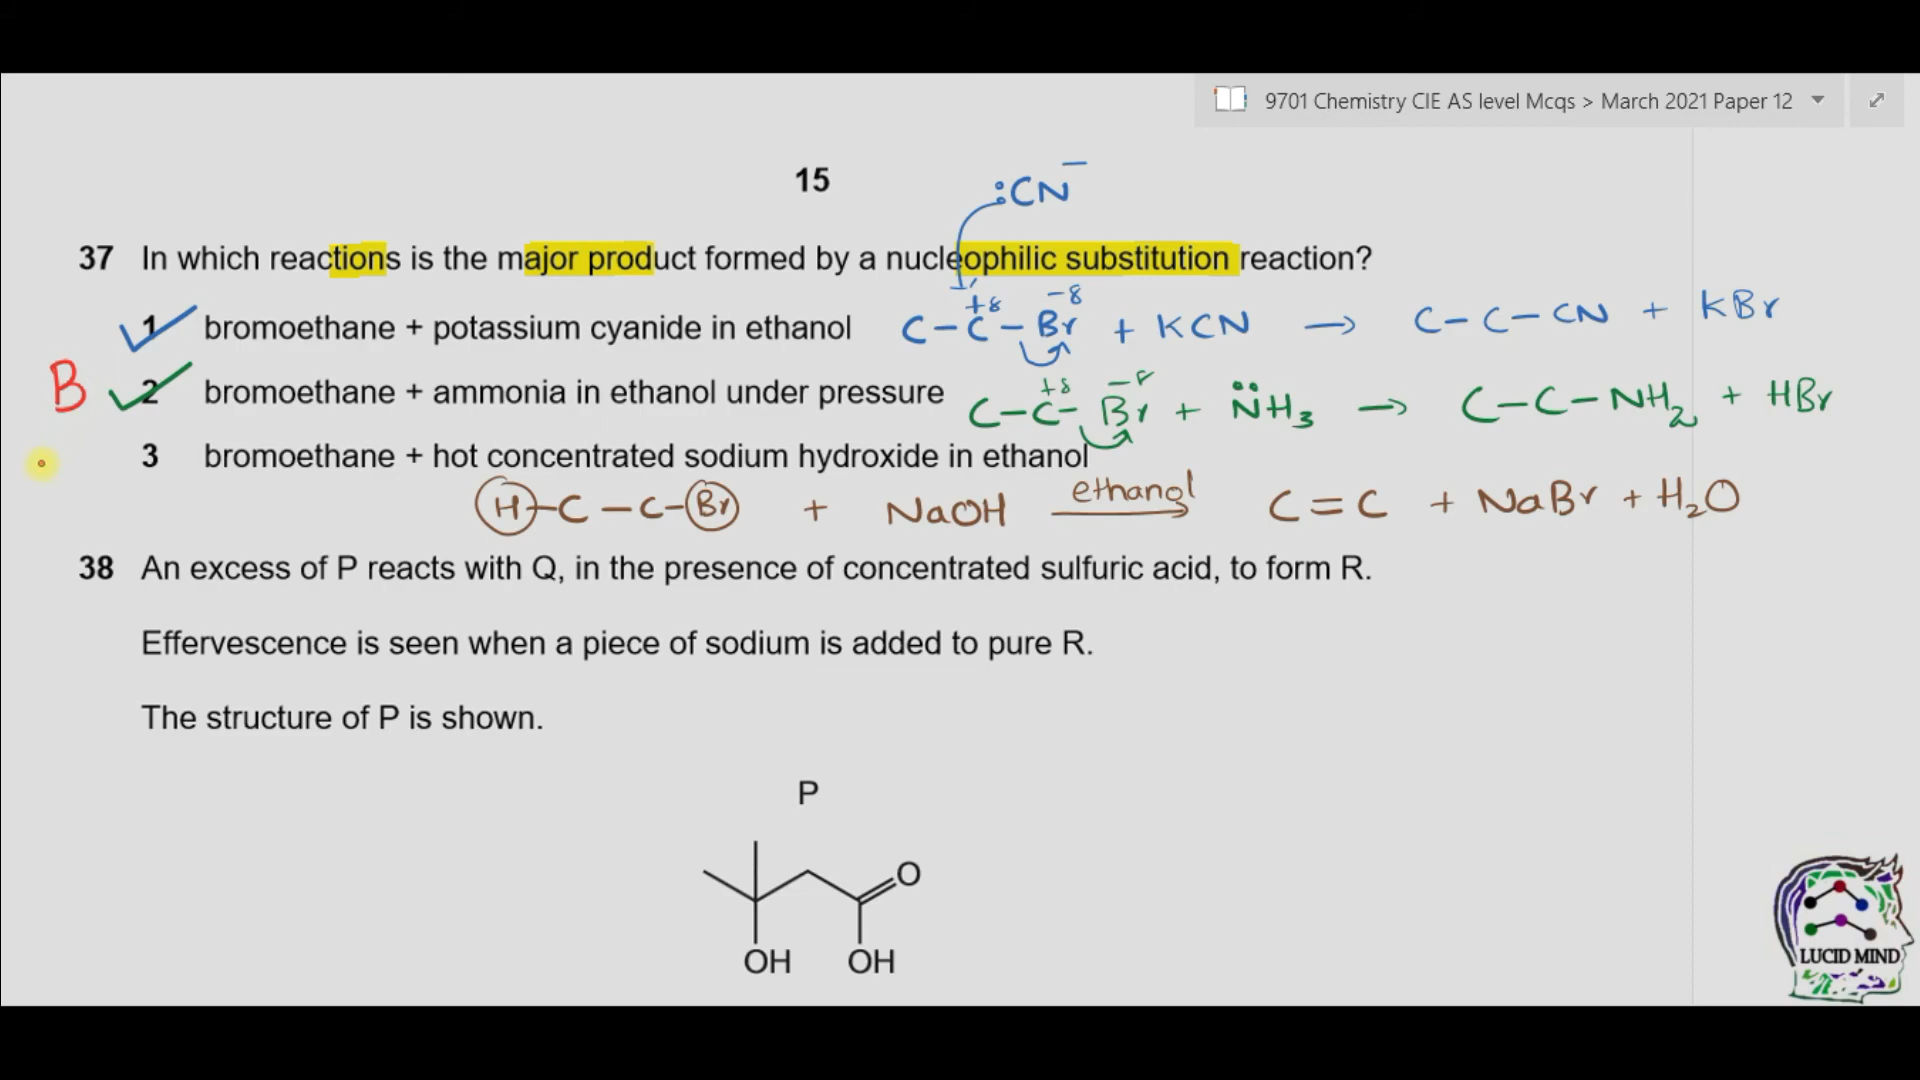 9701 Chemistry CIE AS level Mcqs > March 2021 Paper 12
15
:CN⁻
37 In which reactions is the major product formed by a nucleophilic substitution reaction?
1 bromoethane + potassium cyanide in ethanol
+δ -δ
C-C-Br + KCN → C-C-CN + KBr
B
2 bromoethane + ammonia in ethanol under pressure
+δ -δ
C-C-Br + N̈H₃ → C-C-NH₂ + HBr
3 bromoethane + hot concentrated sodium hydroxide in ethanol
H-C-C-Br + NaOH ethanol → C=C + NaBr + H₂O
38 An excess of P reacts with Q, in the presence of concentrated sulfuric acid, to form R.
Effervescence is seen when a piece of sodium is added to pure R.
The structure of P is shown.
P
O
OH OH
LUCID MIND